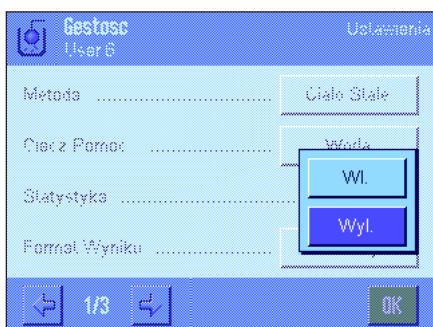 Gestosc
Ustawienia
User 6
Metoda ........................ Cialo Stale
Ciecz Pomoc ........................ Woda
Statystyka ........................
Wl.
Wyl.
Format Wyniku ........................
1/3
OK